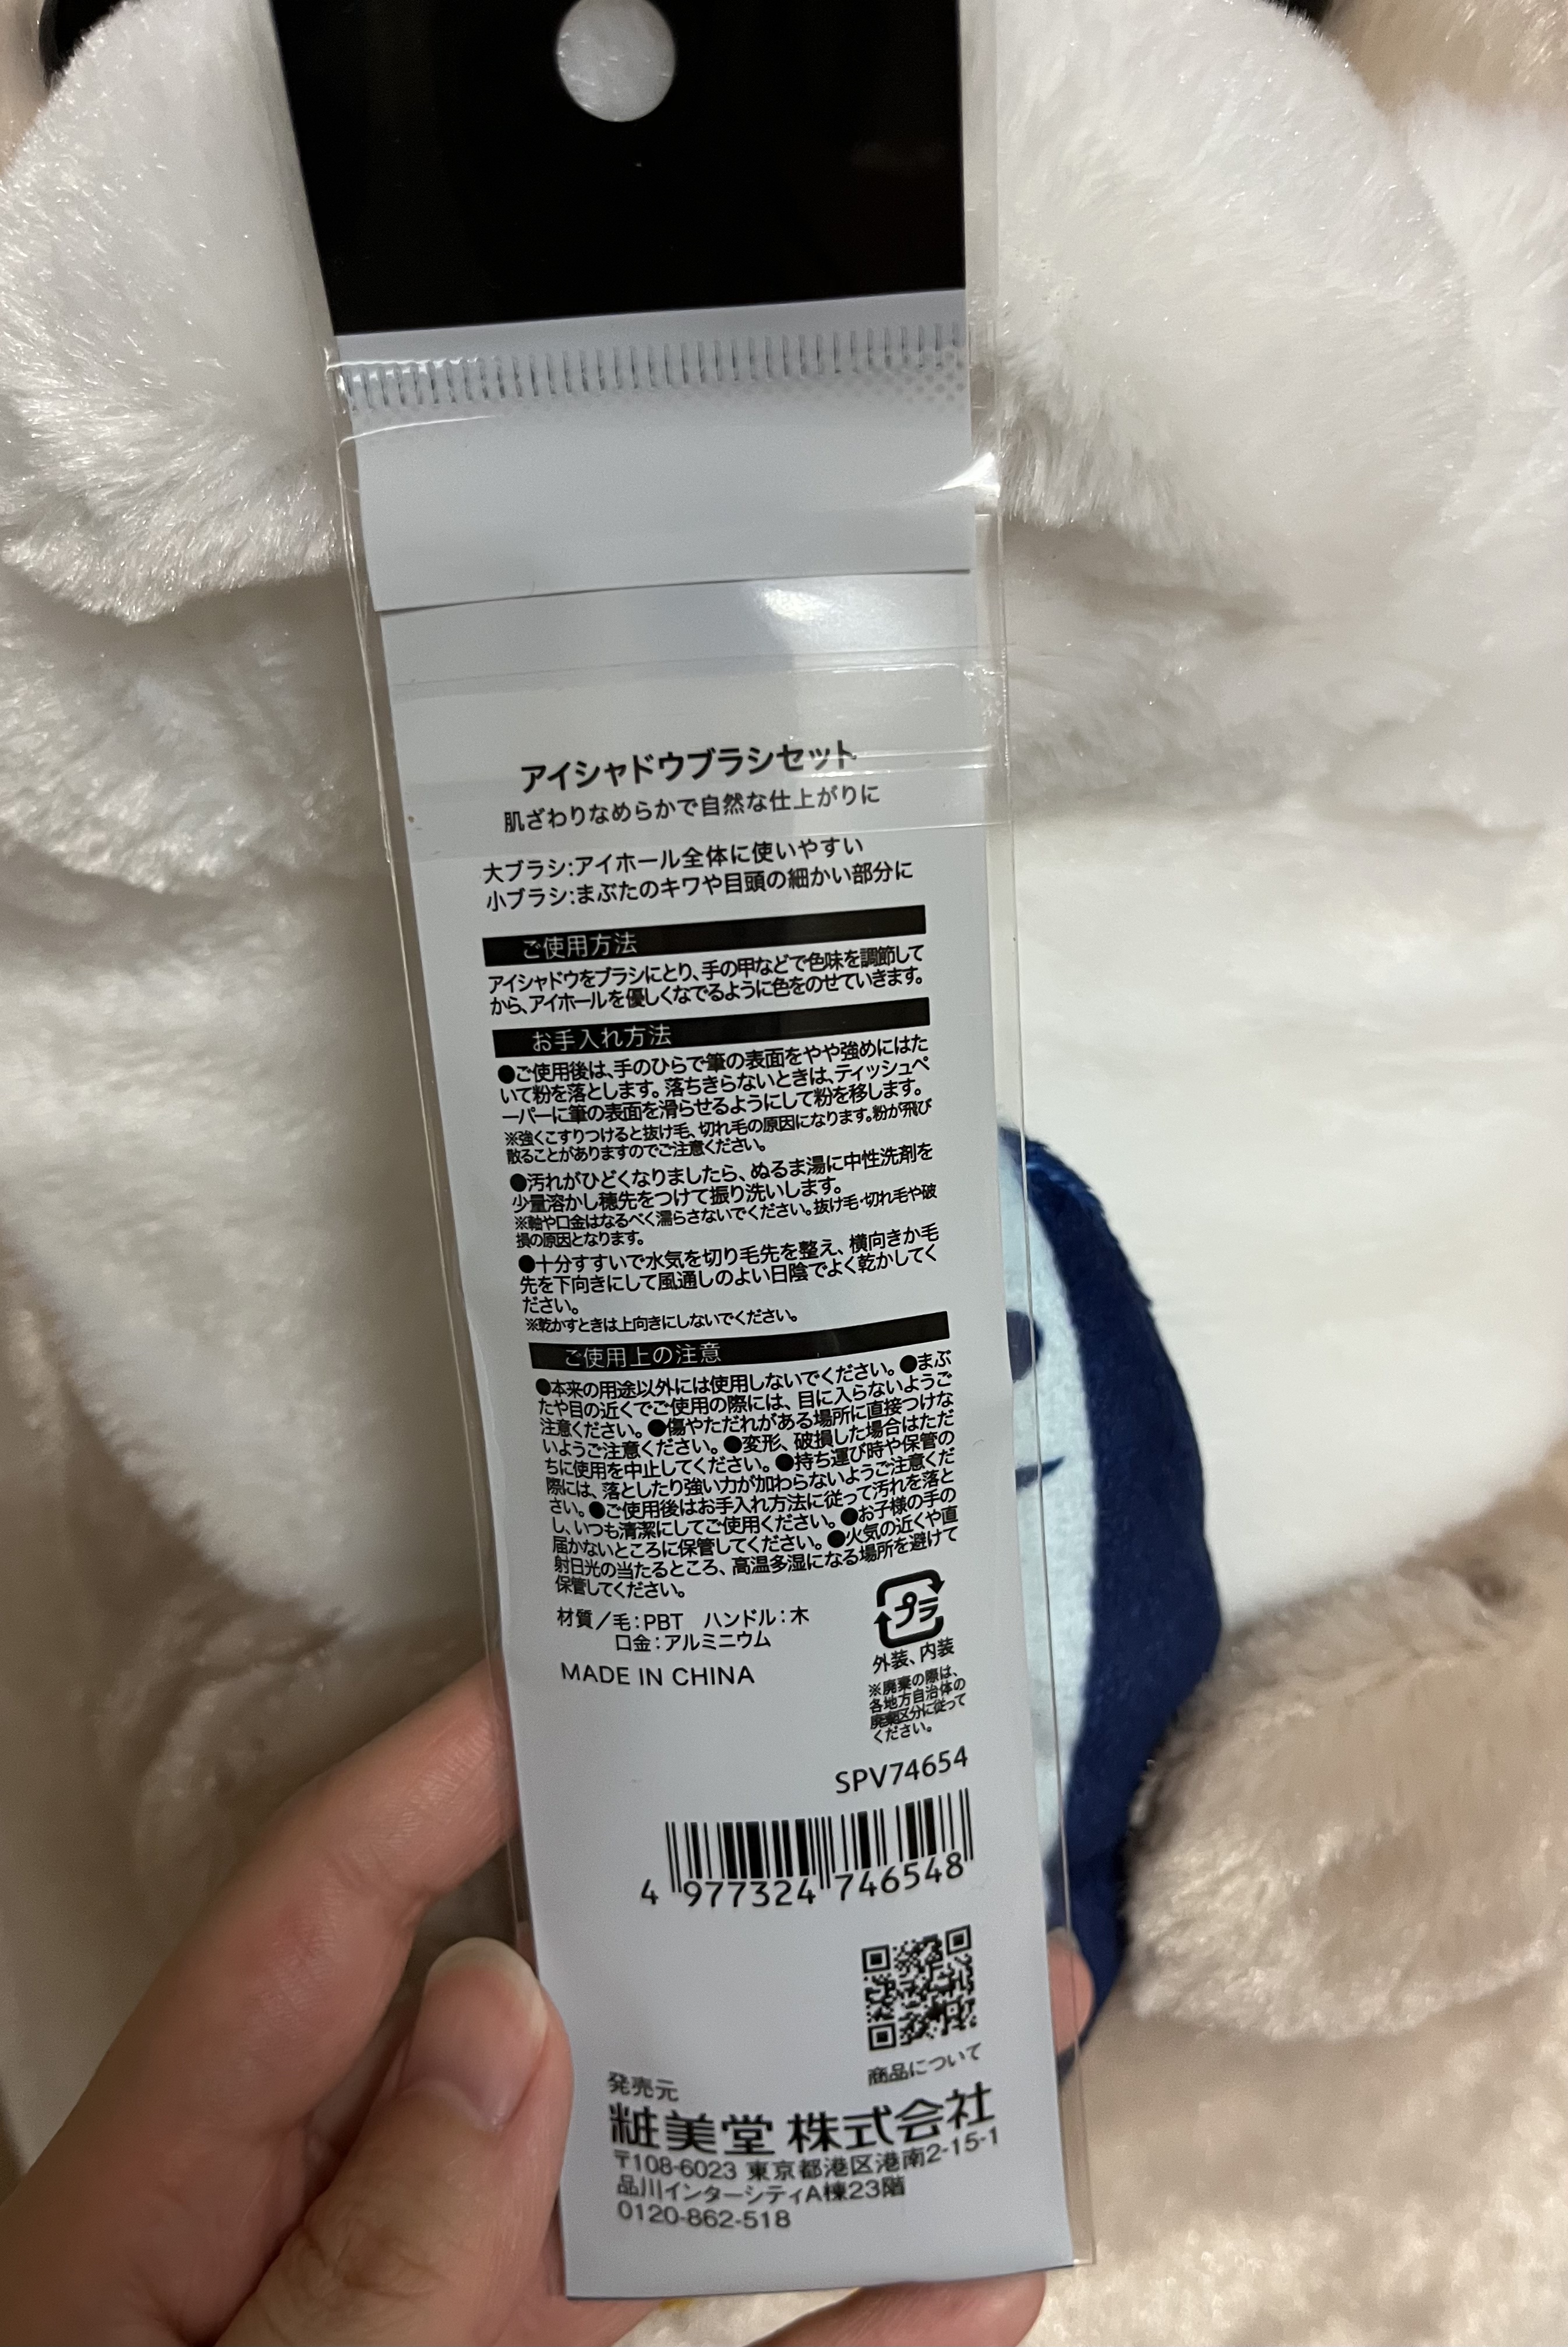 アイシャドウブラシセット
肌ざわりなめらかで自然な仕上がりに
大ブラシ:アイホール全体に使いやすい
小ブラシ:まぶたのキワや目頭の細かい部分に
ご使用方法
アイシャドウをブラシにとり、手の甲などで色味を調節して
から、アイホールを優しくなでるように色をのせていきます。
お手入れ方法
●ご使用後は、手のひらで筆の表面をやや強めにはた
いて粉を落とします。落ちきらないときは、ティッシュペ
ーパーに筆の表面を滑らせるようにして粉を移します。
※強くこすりつけると抜け毛、切れ毛の原因になります。粉が飛び
散ることがありますのでご注意ください。
●汚れがひどくなりましたら、ぬるま湯に中性洗剤を
少量溶かし穂先をつけて振り洗いします。
※軸や口金はなるべく濡らさないでください。抜け毛・切れ毛や破
損の原因となります。
●十分すすいで水気を切り毛先を整え、横向きか毛
先を下向きにして風通しのよい日陰でよく乾かしてく
ださい。
※乾かすときは上向きにしないでください。
ご使用上の注意
●本来の用途以外には使用しないでください。●まぶ
たや目の近くでご使用の際には、目に入らないようご
注意ください。●傷やただれがある場所に直接つけな
いようご注意ください。●変形、破損した場合はただ
ちに使用を中止してください。●持ち運び時や保管の
際には、落としたり強い力が加わらないようご注意くだ
さい。●ご使用後はお手入れ方法に従って汚れを落と
し、いつも清潔にしてご使用ください。●お子様の手の
届かないところに保管してください。●火気の近くや直
射日光の当たるところ、高温多湿になる場所を避けて
保管してください。
材質/毛:PBT ハンドル:木
口金:アルミニウム
MADE IN CHINA
プラ
外装、内装
※廃棄の際は、
各地方自治体の
廃棄区分に従って
ください。
SPV74654
4 977324 746548
商品について
発売元
粧美堂 株式会社
〒108-6023 東京都港区港南2-15-1
品川インターシティA棟23階
0120-862-518